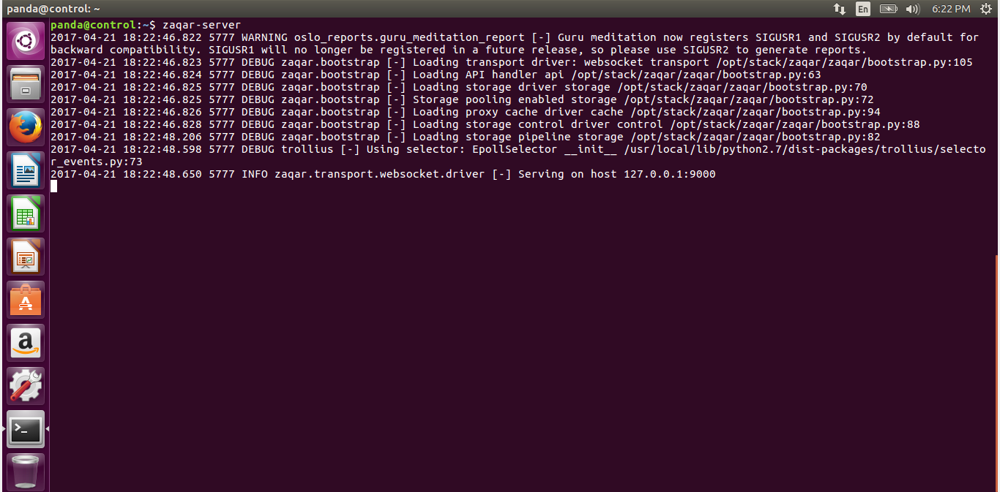 panda@control: ~
En
6:22 PM
panda@control:~$ zaqar-server
2017-04-21 18:22:46.822 5777 WARNING oslo_reports.guru_meditation_report [-] Guru meditation now registers SIGUSR1 and SIGUSR2 by default for
backward compatibility. SIGUSR1 will no longer be registered in a future release, so please use SIGUSR2 to generate reports.
2017-04-21 18:22:46.823 5777 DEBUG zaqar.bootstrap [-] Loading transport driver: websocket transport /opt/stack/zaqar/zaqar/bootstrap.py:105
2017-04-21 18:22:46.824 5777 DEBUG zaqar.bootstrap [-] Loading API handler api /opt/stack/zaqar/zaqar/bootstrap.py:63
2017-04-21 18:22:46.825 5777 DEBUG zaqar.bootstrap [-] Loading storage driver storage /opt/stack/zaqar/zaqar/bootstrap.py:70
2017-04-21 18:22:46.825 5777 DEBUG zaqar.bootstrap [-] Storage pooling enabled storage /opt/stack/zaqar/zaqar/bootstrap.py:72
2017-04-21 18:22:46.826 5777 DEBUG zaqar.bootstrap [-] Loading proxy cache driver cache /opt/stack/zaqar/zaqar/bootstrap.py:94
2017-04-21 18:22:46.828 5777 DEBUG zaqar.bootstrap [-] Loading storage control driver control /opt/stack/zaqar/zaqar/bootstrap.py:88
2017-04-21 18:22:48.206 5777 DEBUG zaqar.bootstrap [-] Loading storage pipeline storage /opt/stack/zaqar/zaqar/bootstrap.py:82
2017-04-21 18:22:48.598 5777 DEBUG trollius [-] Using selector: EpollSelector __init__ /usr/local/lib/python2.7/dist-packages/trollius/selecto
r_events.py:73
2017-04-21 18:22:48.650 5777 INFO zaqar.transport.websocket.driver [-] Serving on host 127.0.0.1:9000